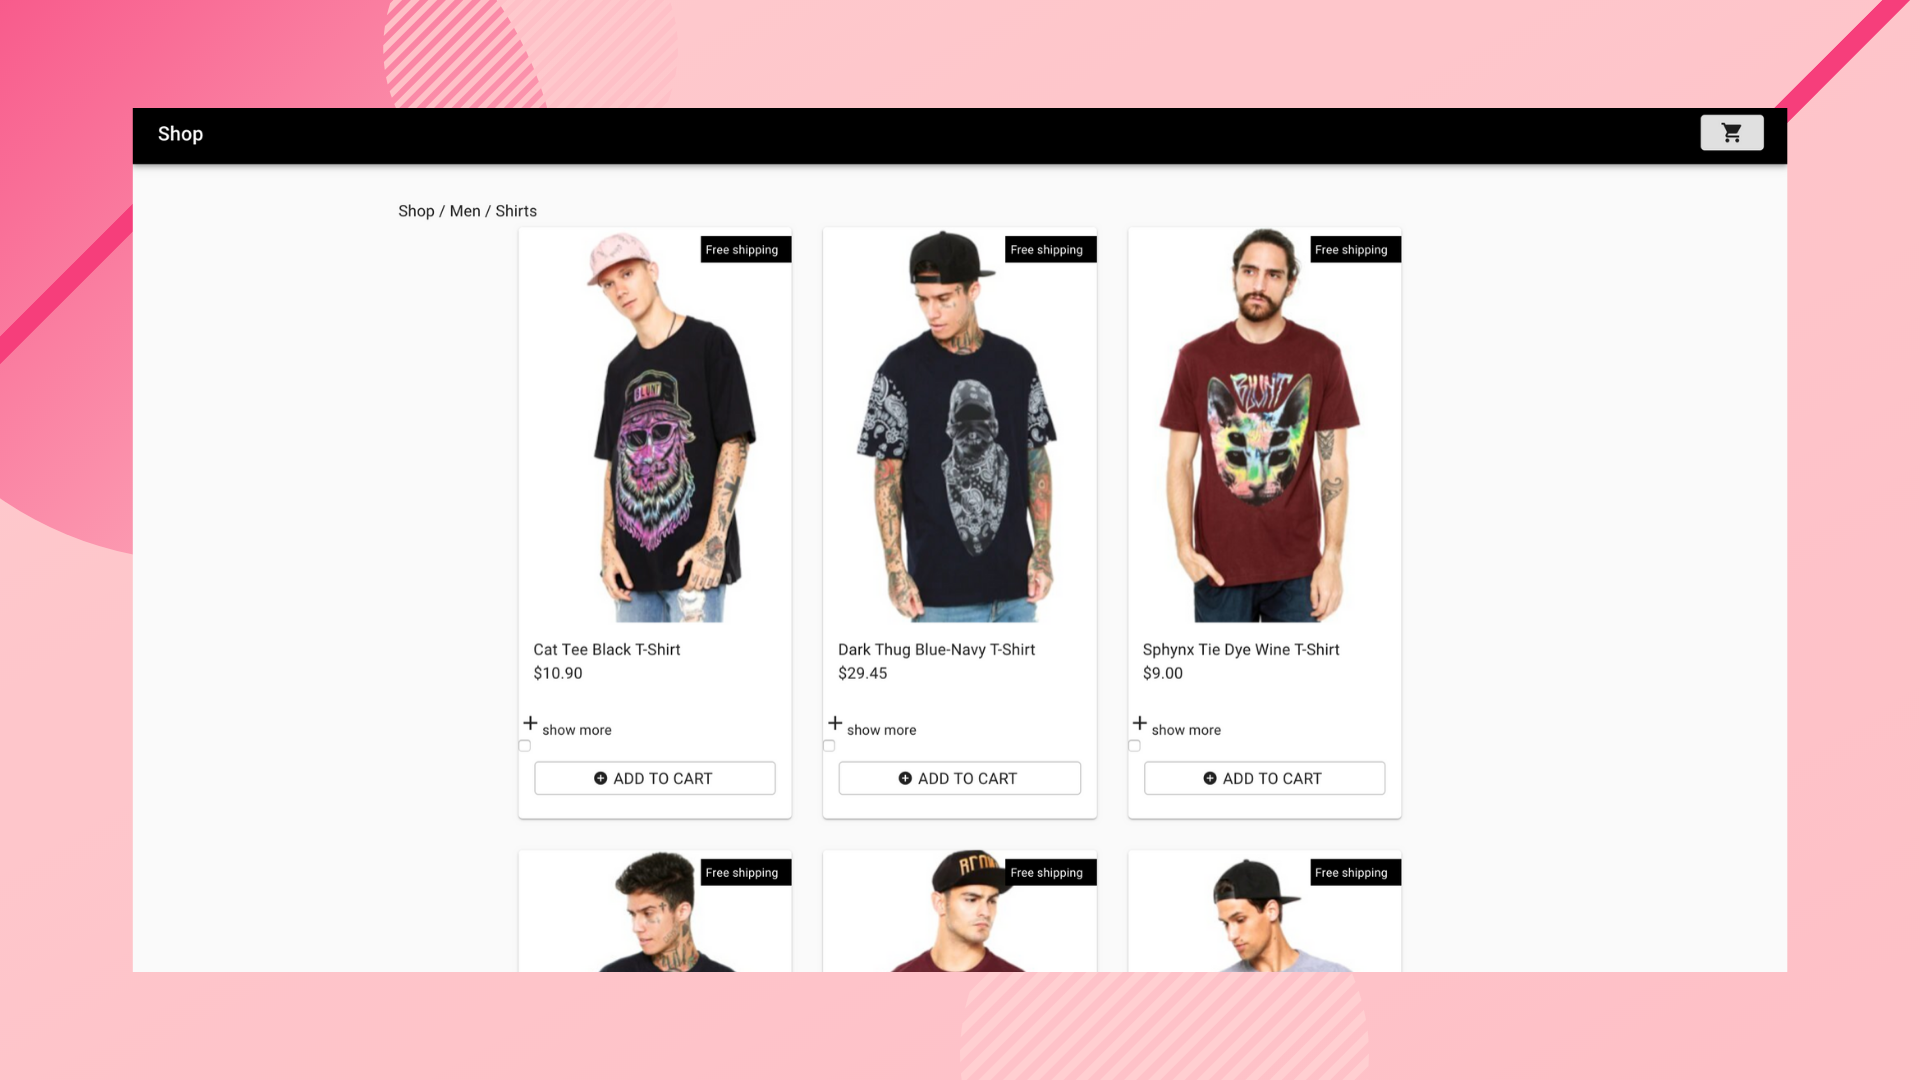 Shop
Shop / Men / Shirts
Free shipping
Free shipping
Free shipping
BLUNT
BLUNT
Cat Tee Black T-Shirt
$10.90
Dark Thug Blue-Navy T-Shirt
$29.45
Sphynx Tie Dye Wine T-Shirt
$9.00
show more
show more
show more
ADD TO CART
ADD TO CART
ADD TO CART
Free shipping
Free shipping
Free shipping